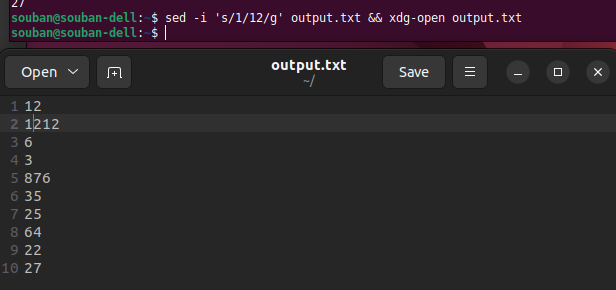 27
souban@souban-dell:~$ sed -i 's/1/12/g' output.txt && xdg-open output.txt
souban@souban-dell:~$
Open
output.txt
~/
Save
1 12
2 1212
3 6
4 3
5 876
6 35
7 25
8 64
9 22
10 27